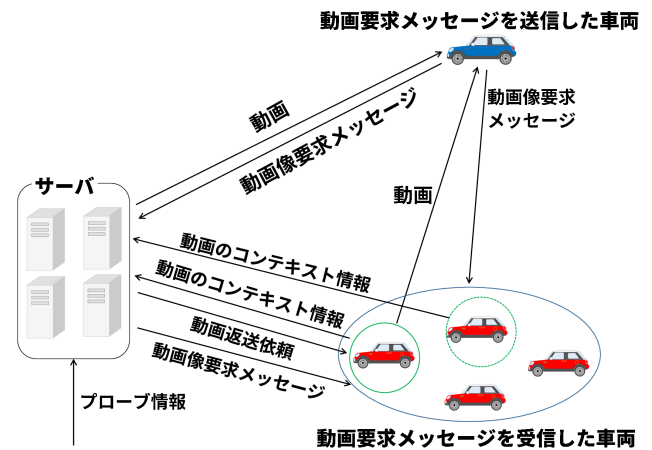 動画要求メッセージを送信した車両
動画
動画像要求メッセージ
動画像要求
メッセージ
サーバ
動画
動画のコンテキスト情報
動画のコンテキスト情報
動画返送依頼
動画像要求メッセージ
プローブ情報
動画要求メッセージを受信した車両